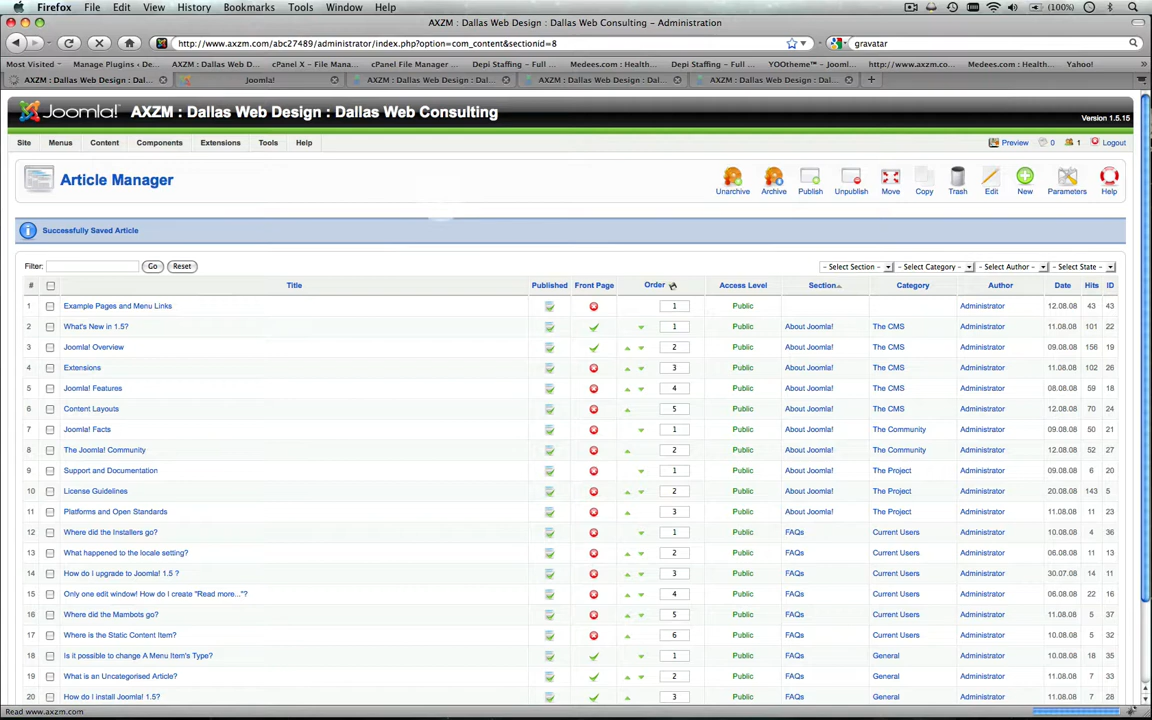 Firefox File Edit View History Bookmarks Tools Window Help (100%)
AXZM : Dallas Web Design : Dallas Web Consulting – Administration
http://www.axzm.com/abc27489/administrator/index.php?option=com_content&sectionid=8 gravatar
Most Visited Manage Plugins ‹ De... AXZM : Dallas Web D... cPanel X - File Mana... cPanel File Manager ... Depi Staffing - Full ... Medees.com : Health... Depi Staffing - Full ... YOOtheme™ - Joomla... http://www.axzm.co... Medees.com : Health... Yahoo!
AXZM : Dallas Web Design : Dal... Joomla! AXZM : Dallas Web Design : Dal... AXZM : Dallas Web Design : Dal... AXZM : Dallas Web Design : Dal...
Joomla! AXZM : Dallas Web Design : Dallas Web Consulting Version 1.5.15
Site Menus Content Components Extensions Tools Help Preview 0 1 Logout
Article Manager Unarchive Archive Publish Unpublish Move Copy Trash Edit New Parameters Help
Successfully Saved Article
Filter: Go Reset - Select Section - - Select Category - - Select Author - - Select State -
# Title Published Front Page Order Access Level Section Category Author Date Hits ID
1 Example Pages and Menu Links 1 Public Administrator 12.08.08 43 43
2 What's New in 1.5? 1 Public About Joomla! The CMS Administrator 11.08.08 101 22
3 Joomla! Overview 2 Public About Joomla! The CMS Administrator 09.08.08 156 19
4 Extensions 3 Public About Joomla! The CMS Administrator 11.08.08 102 26
5 Joomla! Features 4 Public About Joomla! The CMS Administrator 08.08.08 59 18
6 Content Layouts 5 Public About Joomla! The CMS Administrator 12.08.08 70 24
7 Joomla! Facts 1 Public About Joomla! The Community Administrator 09.08.08 50 21
8 The Joomla! Community 2 Public About Joomla! The Community Administrator 12.08.08 52 27
9 Support and Documentation 1 Public About Joomla! The Project Administrator 09.08.08 6 20
10 License Guidelines 2 Public About Joomla! The Project Administrator 20.08.08 143 5
11 Platforms and Open Standards 3 Public About Joomla! The Project Administrator 11.08.08 11 23
12 Where did the Installers go? 1 Public FAQs Current Users Administrator 10.08.08 4 36
13 What happened to the locale setting? 2 Public FAQs Current Users Administrator 06.08.08 11 13
14 How do I upgrade to Joomla! 1.5 ? 3 Public FAQs Current Users Administrator 30.07.08 14 11
15 Only one edit window! How do I create "Read more..."? 4 Public FAQs Current Users Administrator 06.08.08 22 16
16 Where did the Mambots go? 5 Public FAQs Current Users Administrator 10.08.08 5 37
17 Where is the Static Content Item? 6 Public FAQs Current Users Administrator 10.08.08 5 32
18 Is it possible to change A Menu Item's Type? 1 Public FAQs General Administrator 10.08.08 18 35
19 What is an Uncategorised Article? 2 Public FAQs General Administrator 11.08.08 7 33
20 How do I install Joomla! 1.5? 3 Public FAQs General Administrator 11.08.08 7 28
Read www.axzm.com